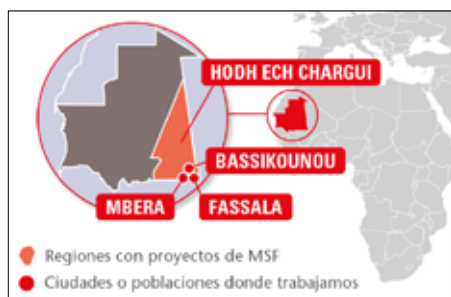 HODH ECH CHARGUI
BASSIKOUNOU
MBERA
FASSALA
Regiones con proyectos de MSF
Ciudades o poblaciones donde trabajamos